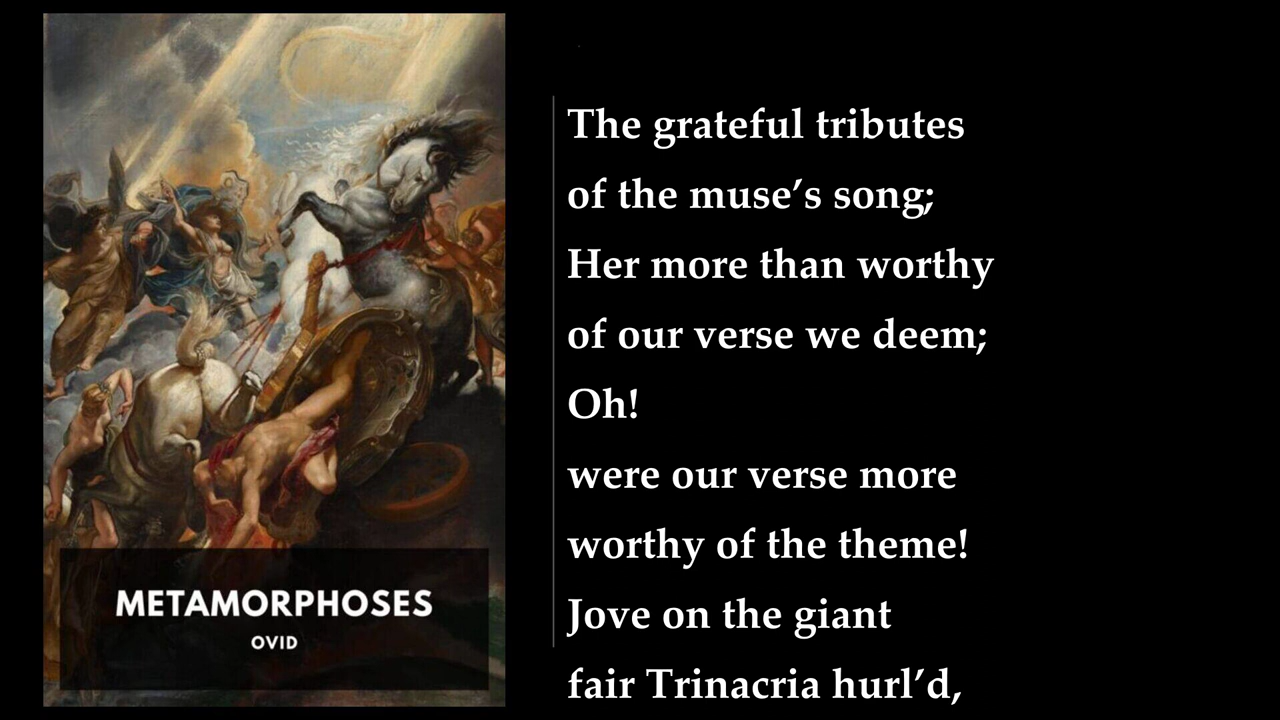 METAMORPHOSES
OVID
The grateful tributes
of the muse’s song;
Her more than worthy
of our verse we deem;
Oh!
were our verse more
worthy of the theme!
Jove on the giant
fair Trinacria hurl’d,